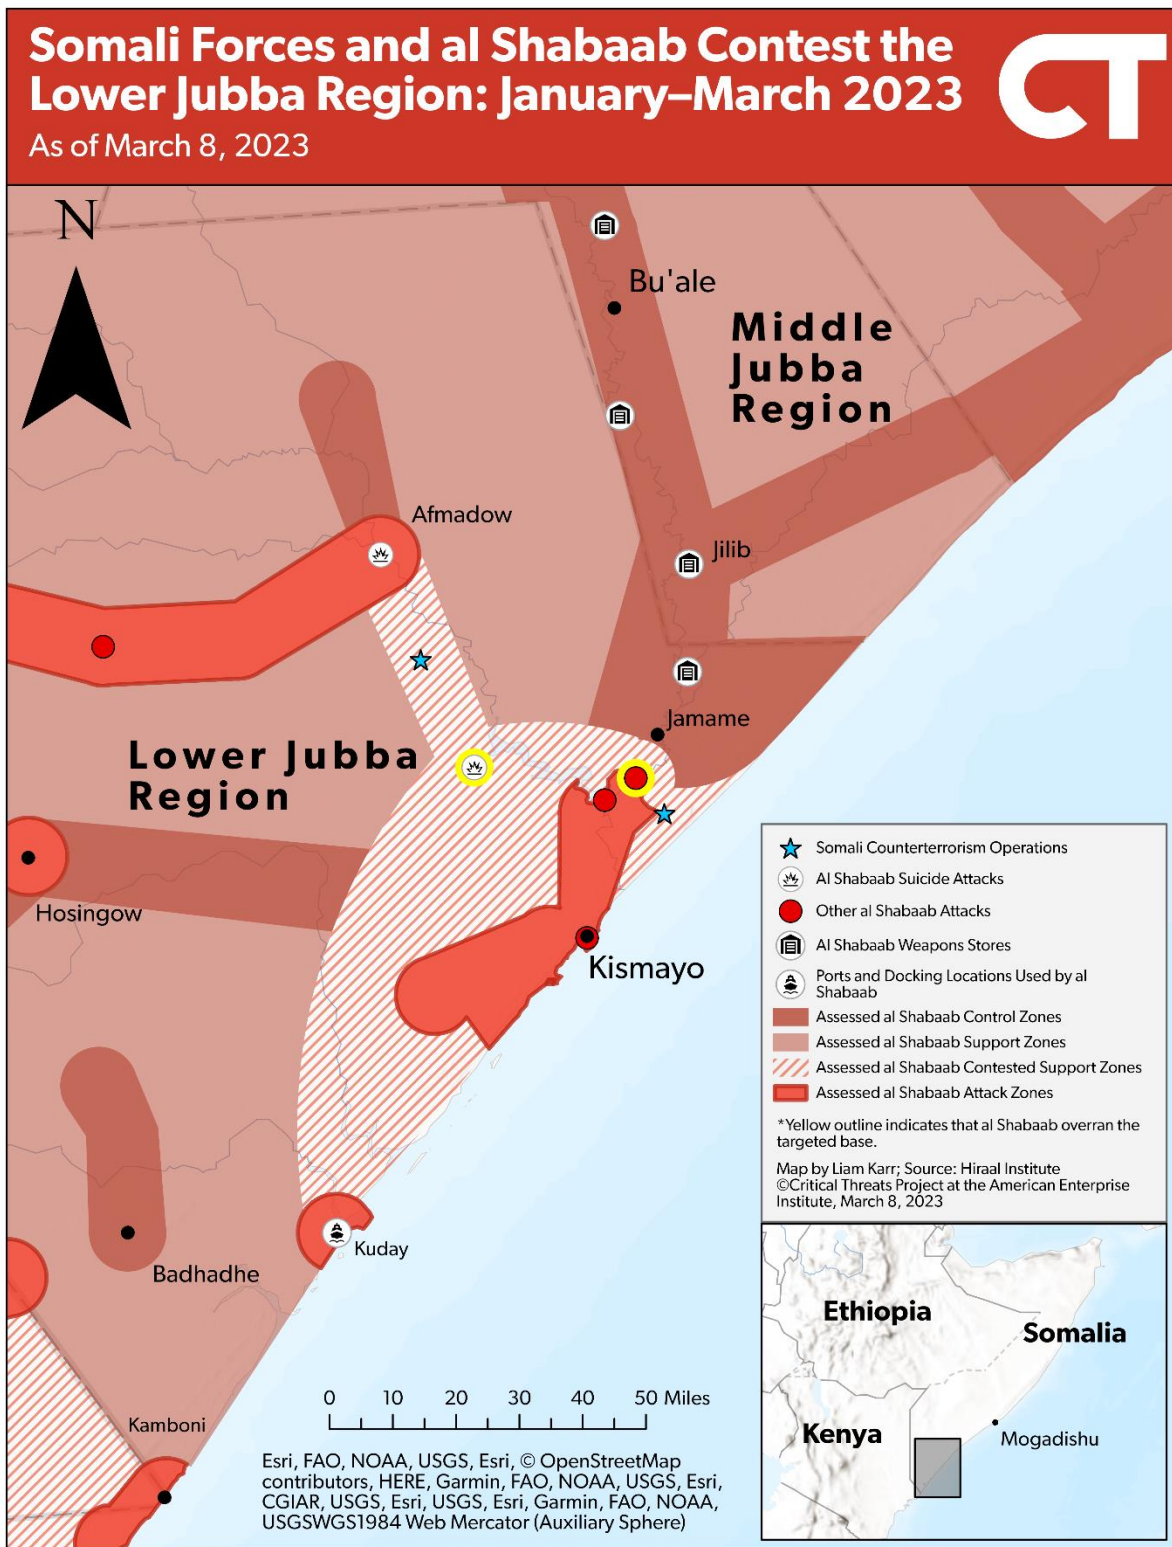 Somali Forces and al Shabaab Contest the
Lower Jubba Region: January–March 2023
As of March 8, 2023
CT
N
Bu'ale
Middle
Jubba
Region
Afmadow
Jilib
Jamame
Lower Jubba
Region
Hosingow
Kismayo
Kuday
Badhadhe
Kamboni
Somali Counterterrorism Operations
Al Shabaab Suicide Attacks
Other al Shabaab Attacks
Al Shabaab Weapons Stores
Ports and Docking Locations Used by al
Shabaab
Assessed al Shabaab Control Zones
Assessed al Shabaab Support Zones
Assessed al Shabaab Contested Support Zones
Assessed al Shabaab Attack Zones
*Yellow outline indicates that al Shabaab overran the
targeted base.
Map by Liam Karr; Source: Hiraal Institute
©Critical Threats Project at the American Enterprise
Institute, March 8, 2023
0 10 20 30 40 50 Miles
Esri, FAO, NOAA, USGS, Esri, © OpenStreetMap
contributors, HERE, Garmin, FAO, NOAA, USGS, Esri,
CGIAR, USGS, Esri, USGS, Esri, Garmin, FAO, NOAA,
USGSWGS1984 Web Mercator (Auxiliary Sphere)
Ethiopia
Somalia
Kenya
Mogadishu